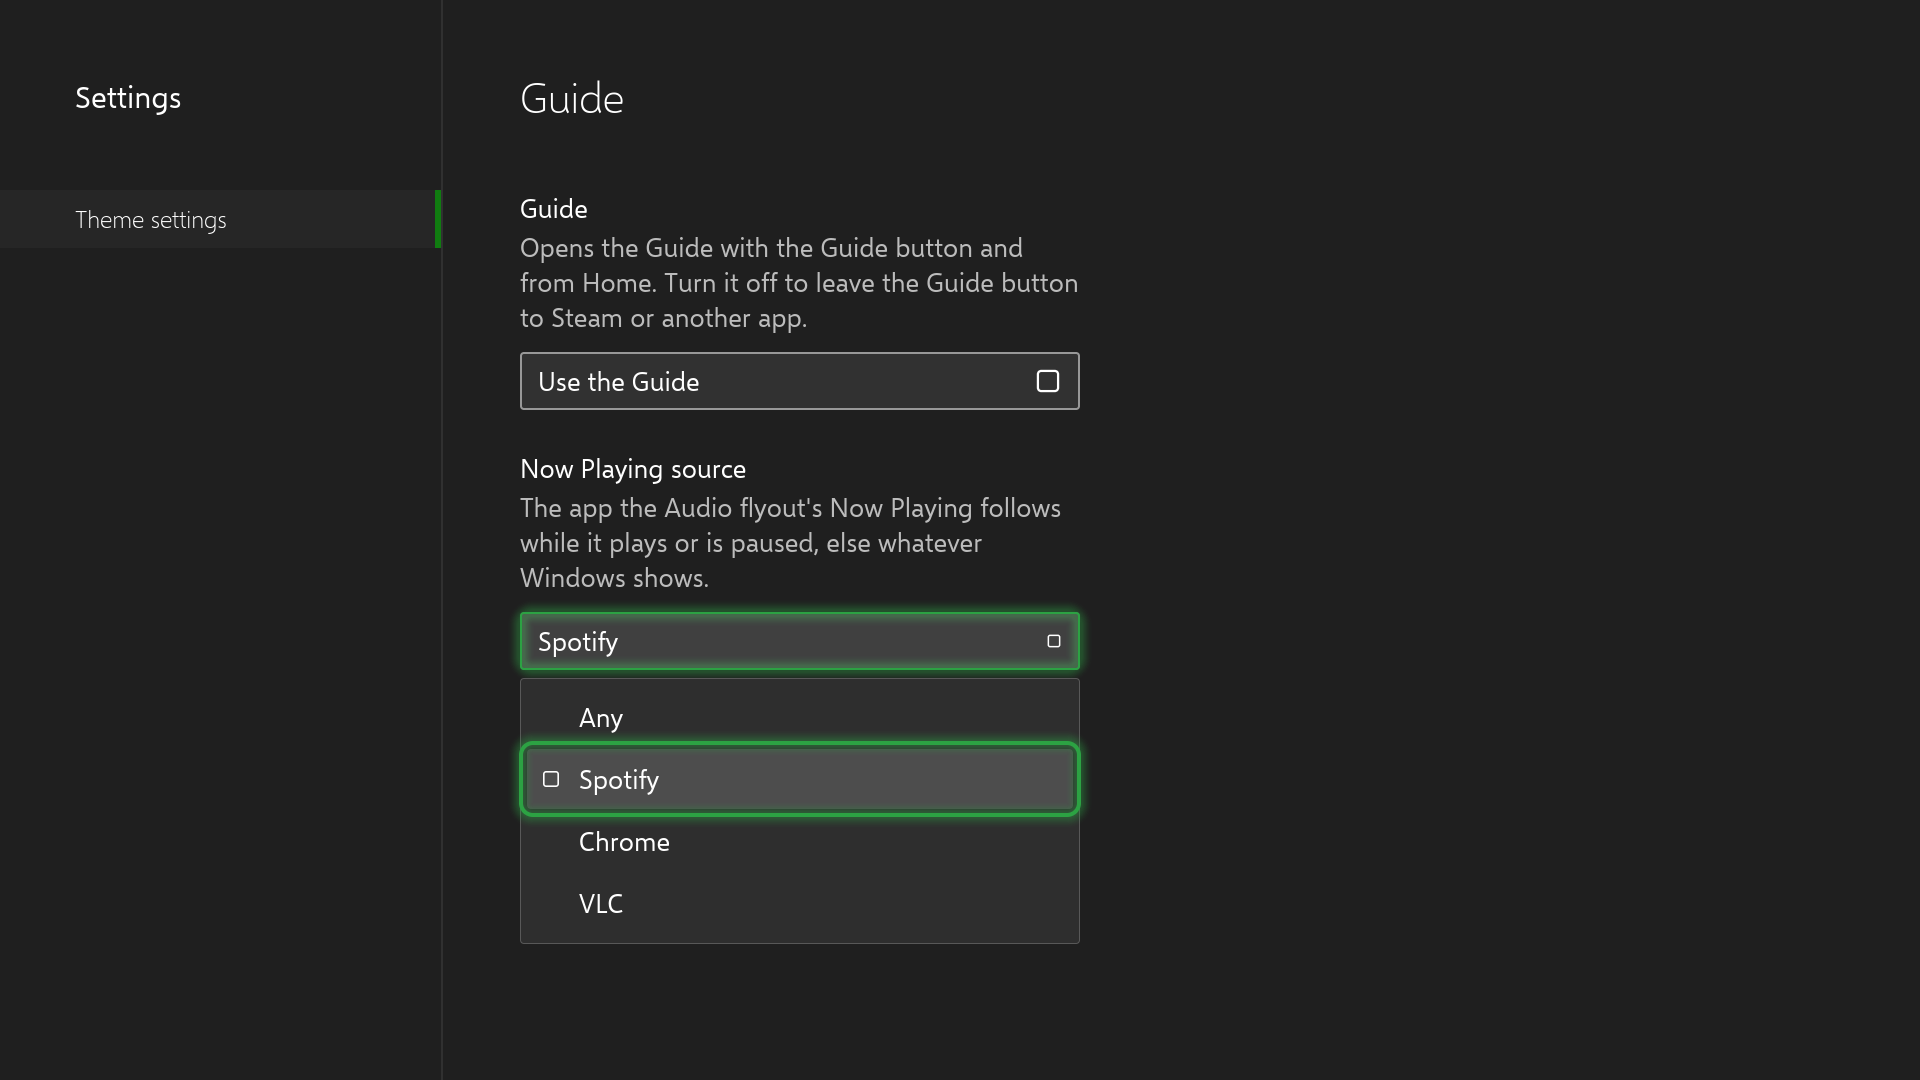 Settings
Theme settings
Guide
Guide
Opens the Guide with the Guide button and
from Home. Turn it off to leave the Guide button
to Steam or another app.
Use the Guide
Now Playing source
The app the Audio flyout's Now Playing follows
while it plays or is paused, else whatever
Windows shows.
Spotify
Any
Spotify
Chrome
VLC